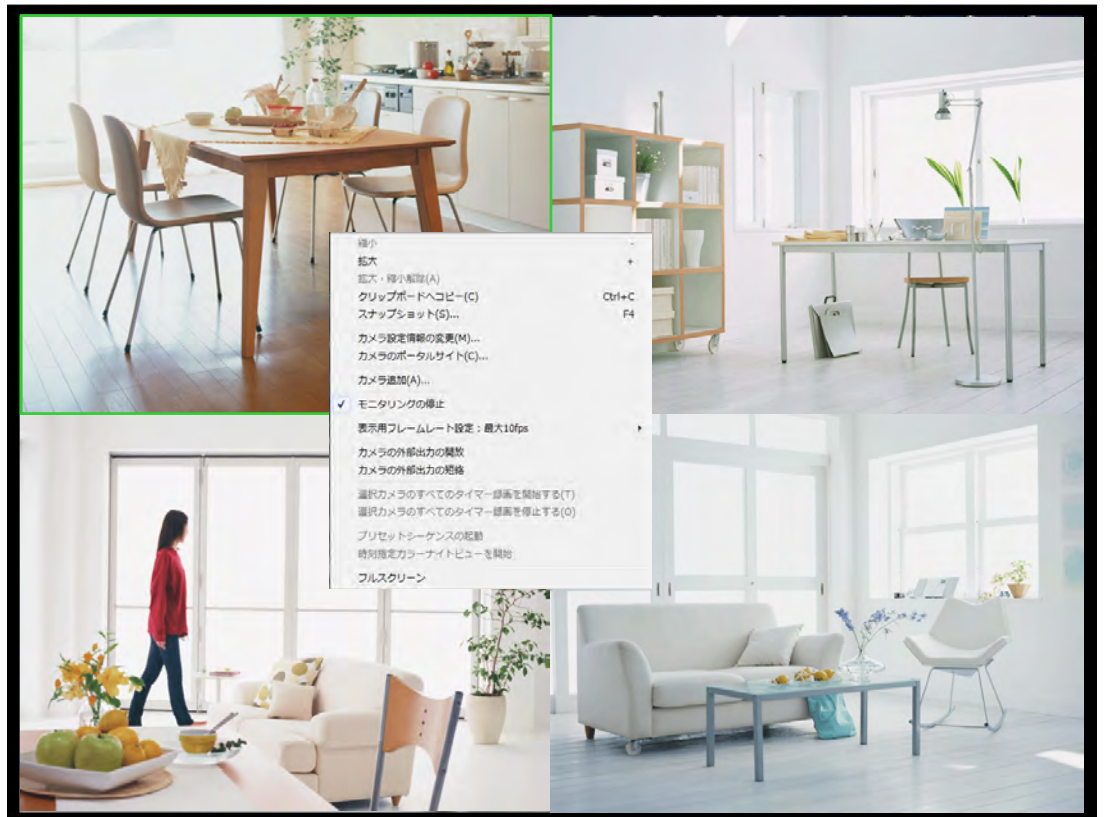 縮小 -
拡大 +
拡大・縮小解除(A)
クリップボードへコピー(C) Ctrl+C
スナップショット(S)... F4
カメラ設定情報の変更(M)...
カメラのポータルサイト(C)...
カメラ追加(A)...
✓ モニタリングの停止
表示用フレームレート設定：最大10fps
カメラの外部出力の開放
カメラの外部出力の短絡
選択カメラのすべてのタイマー録画を開始する(T)
選択カメラのすべてのタイマー録画を停止する(O)
プリセットシーケンスの起動
時刻指定カラーナイトビューを開始
フルスクリーン